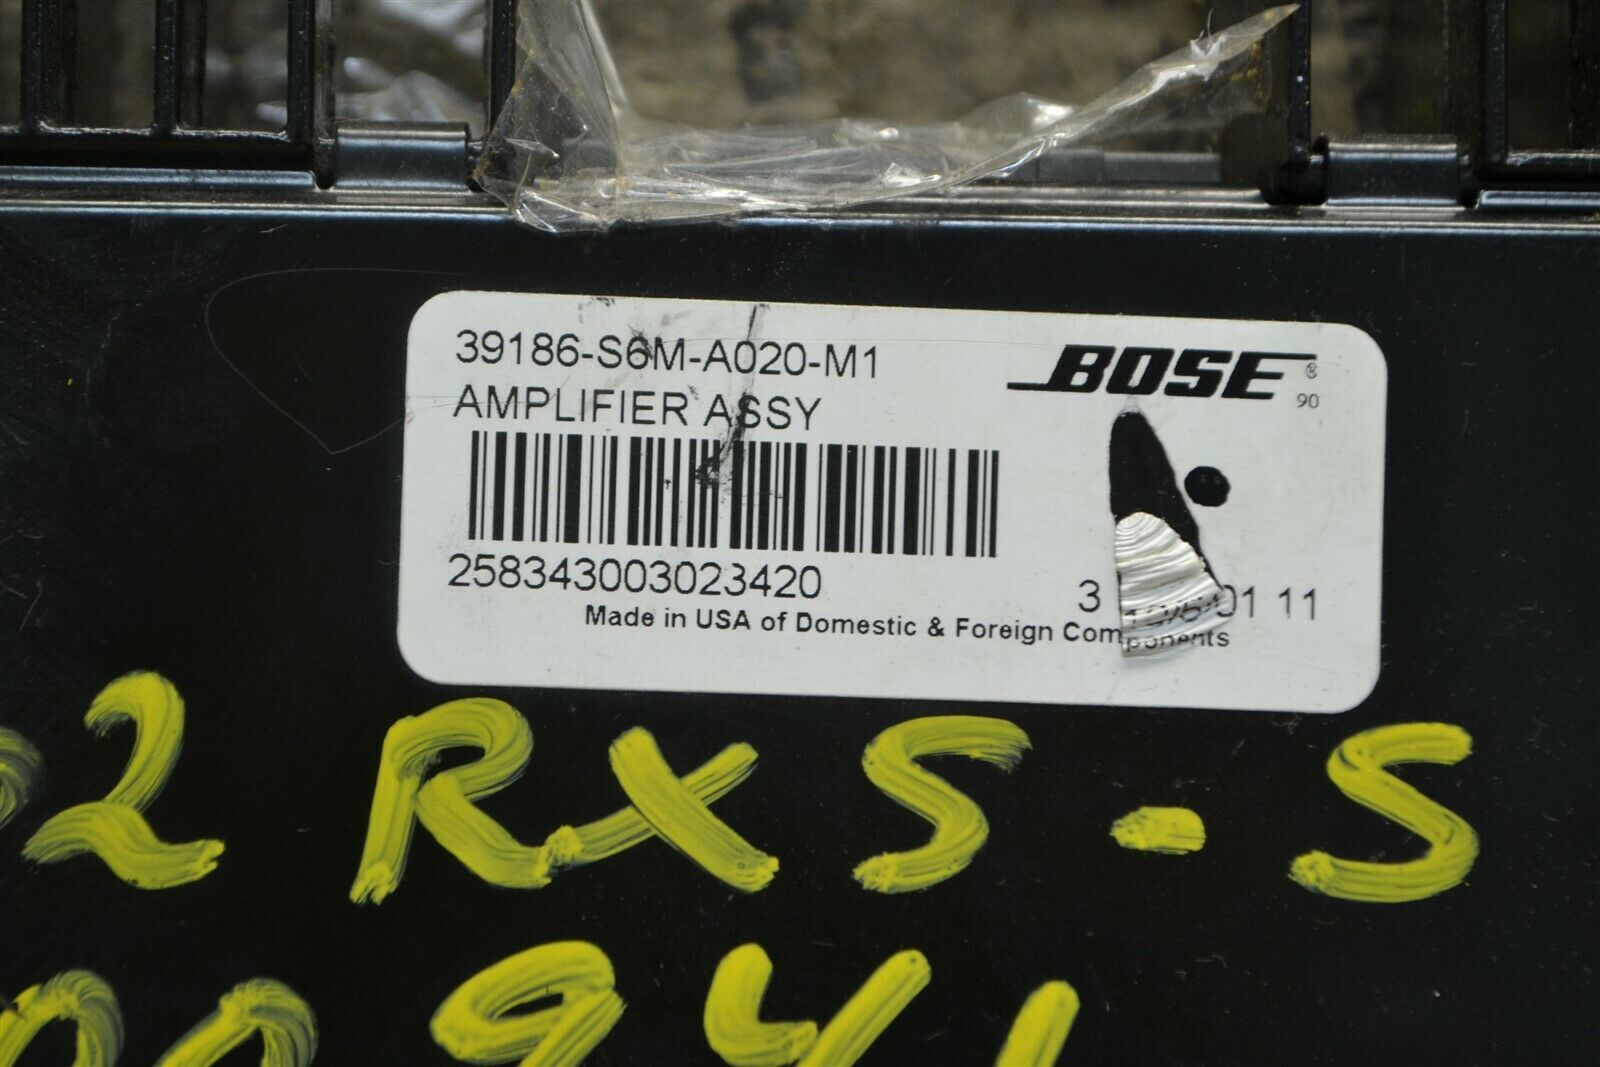 39186-S6M-A020-M1
AMPLIFIER ASSY
BOSE ®
90
258343003023420
3 01 11
Made in USA of Domestic & Foreign Components
02 RXS-S